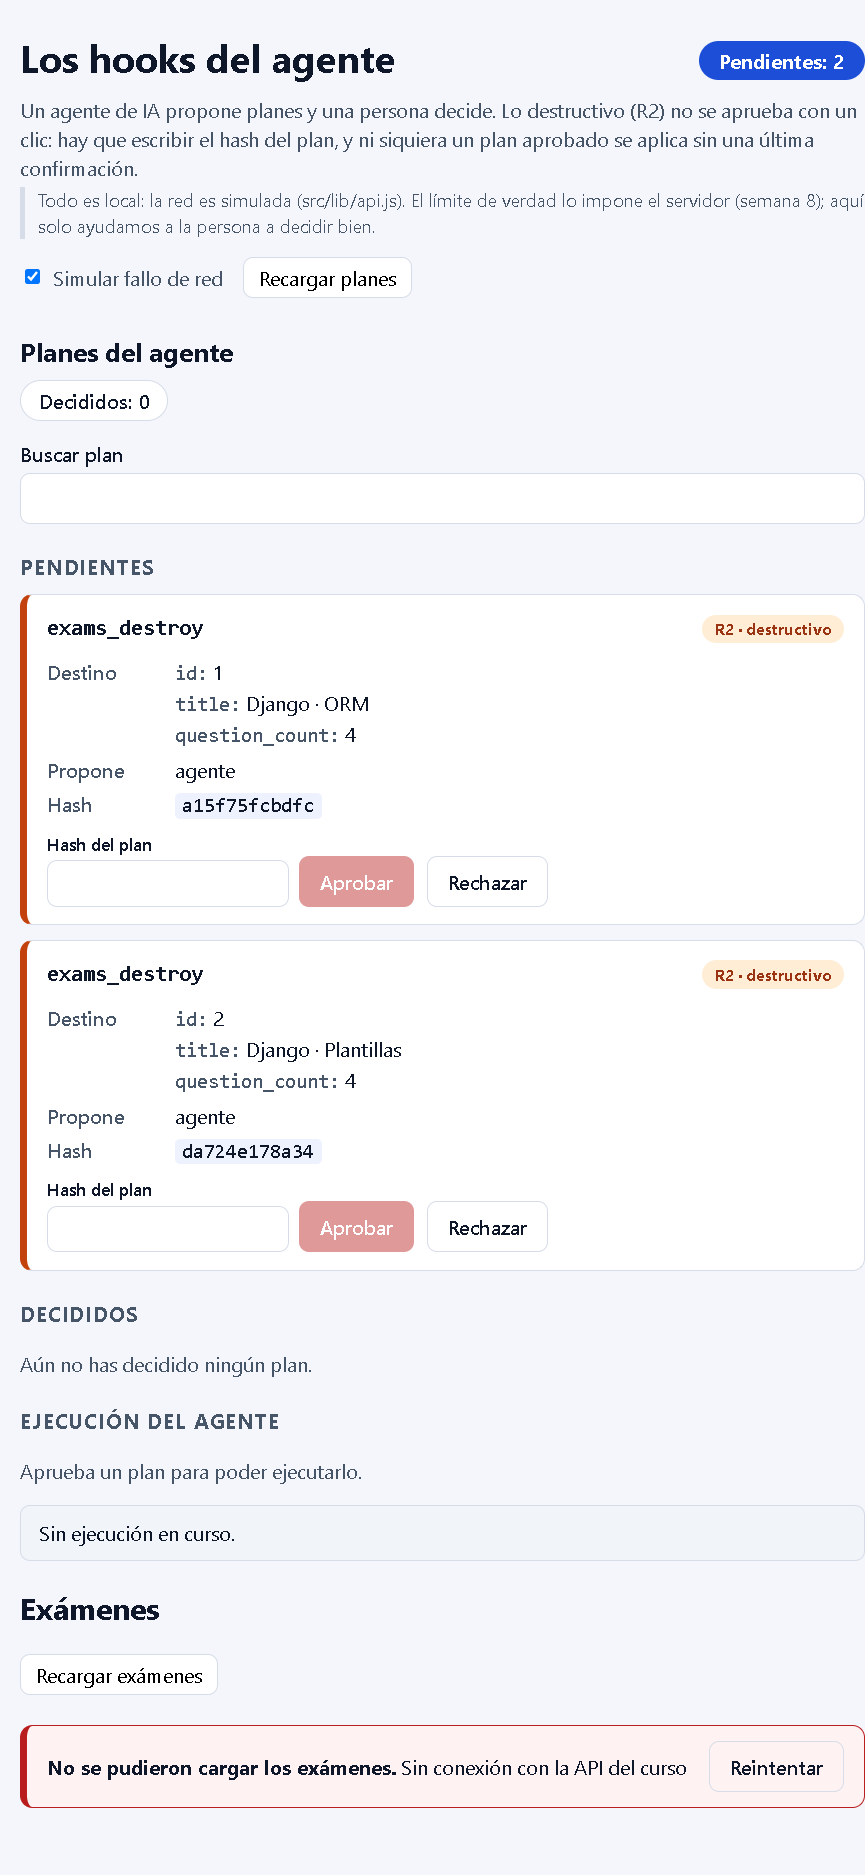 Los hooks del agente
Pendientes: 2
Un agente de IA propone planes y una persona decide. Lo destructivo (R2) no se aprueba con un
clic: hay que escribir el hash del plan, y ni siquiera un plan aprobado se aplica sin una última
confirmación.
Todo es local: la red es simulada (src/lib/api.js). El límite de verdad lo impone el servidor (semana 8); aquí
solo ayudamos a la persona a decidir bien.
Simular fallo de red
Recargar planes
Planes del agente
Decididos: 0
Buscar plan
PENDIENTES
exams_destroy
R2 · destructivo
Destino
id: 1
title: Django · ORM
question_count: 4
Propone
agente
Hash
a15f75fcbdfc
Hash del plan
Aprobar
Rechazar
exams_destroy
R2 · destructivo
Destino
id: 2
title: Django · Plantillas
question_count: 4
Propone
agente
Hash
da724e178a34
Hash del plan
Aprobar
Rechazar
DECIDIDOS
Aún no has decidido ningún plan.
EJECUCIÓN DEL AGENTE
Aprueba un plan para poder ejecutarlo.
Sin ejecución en curso.
Exámenes
Recargar exámenes
No se pudieron cargar los exámenes. Sin conexión con la API del curso
Reintentar